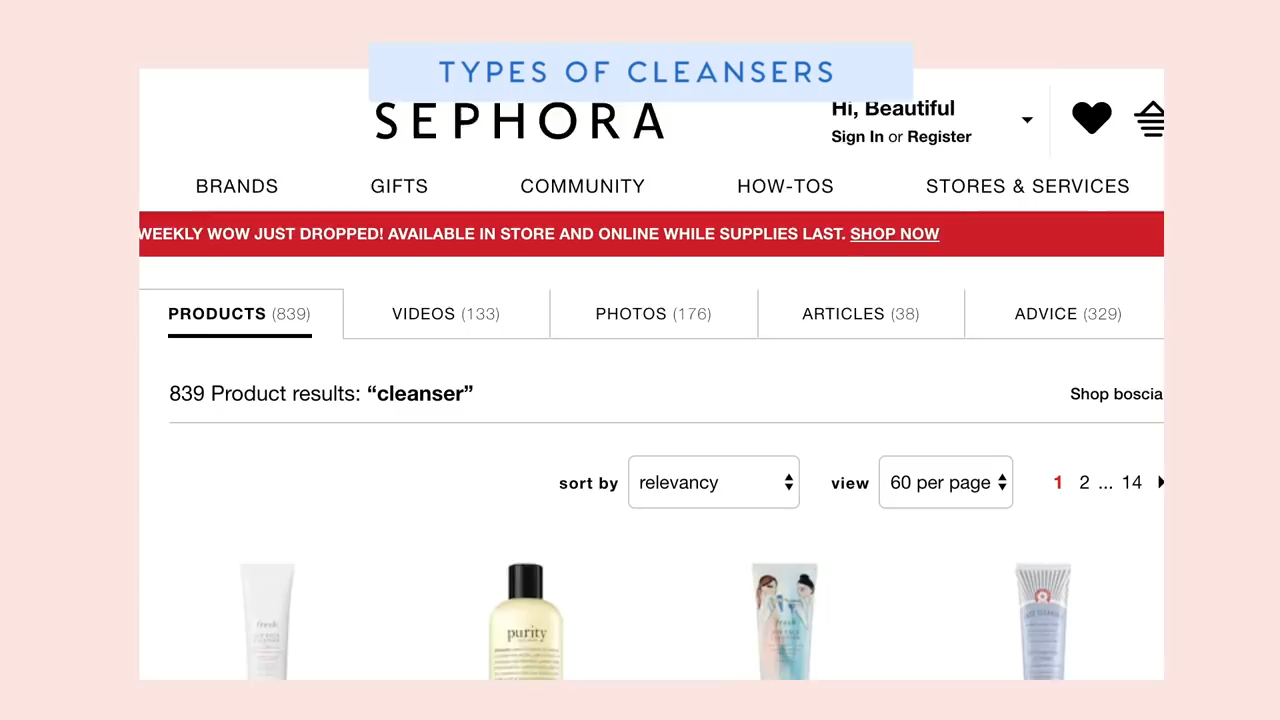 TYPES OF CLEANSERS
SEPHORA
Hi, Beautiful
Sign In or Register
BRANDS GIFTS COMMUNITY HOW-TOS STORES & SERVICES
WEEKLY WOW JUST DROPPED! AVAILABLE IN STORE AND ONLINE WHILE SUPPLIES LAST. SHOP NOW
PRODUCTS (839) VIDEOS (133) PHOTOS (176) ARTICLES (38) ADVICE (329)
839 Product results: “cleanser” Shop boscia
sort by relevancy view 60 per page 1 2 ... 14
fresh
purity
fresh
FACE CLEANSER